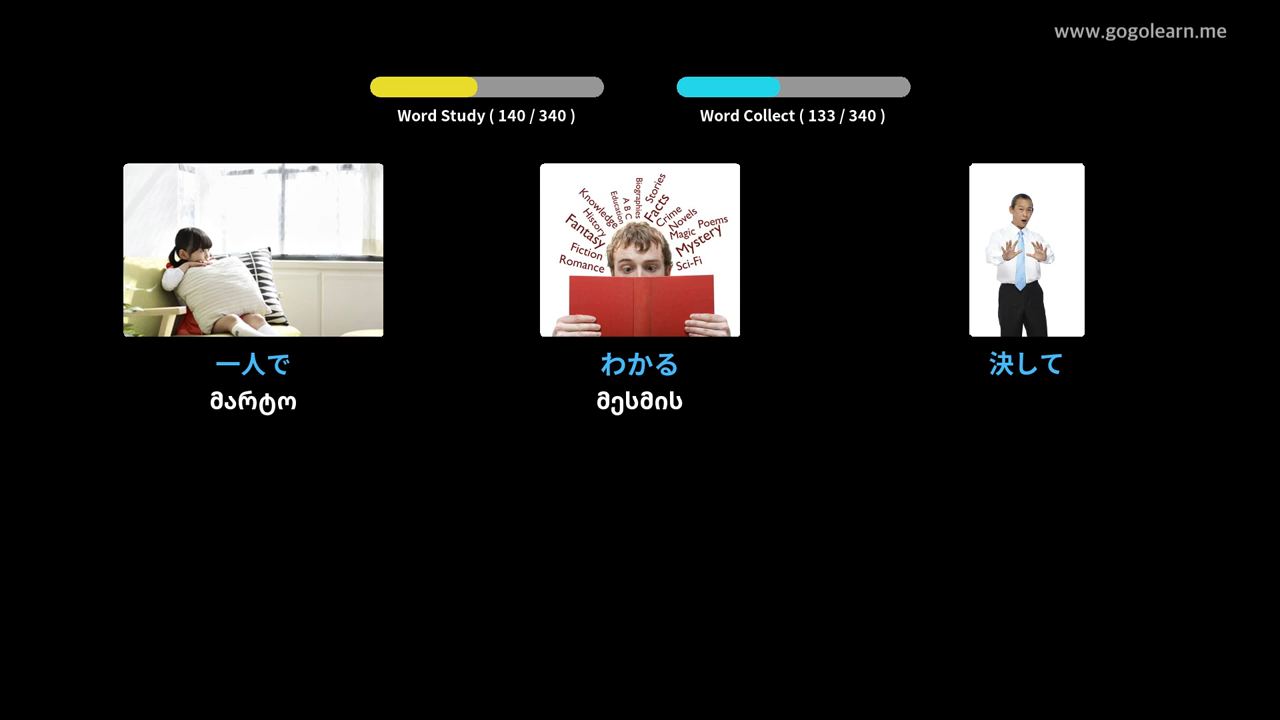 www.gogolearn.me
Word Study ( 140 / 340 )
Word Collect ( 133 / 340 )
Knowledge
History
Fantasy
Fiction
Romance
Education
A B C
Biographies
Stories
Facts
Crime
Novels
Magic
Poems
Mystery
Sci-Fi
一人で
わかる
決して
მარტო
მესმის